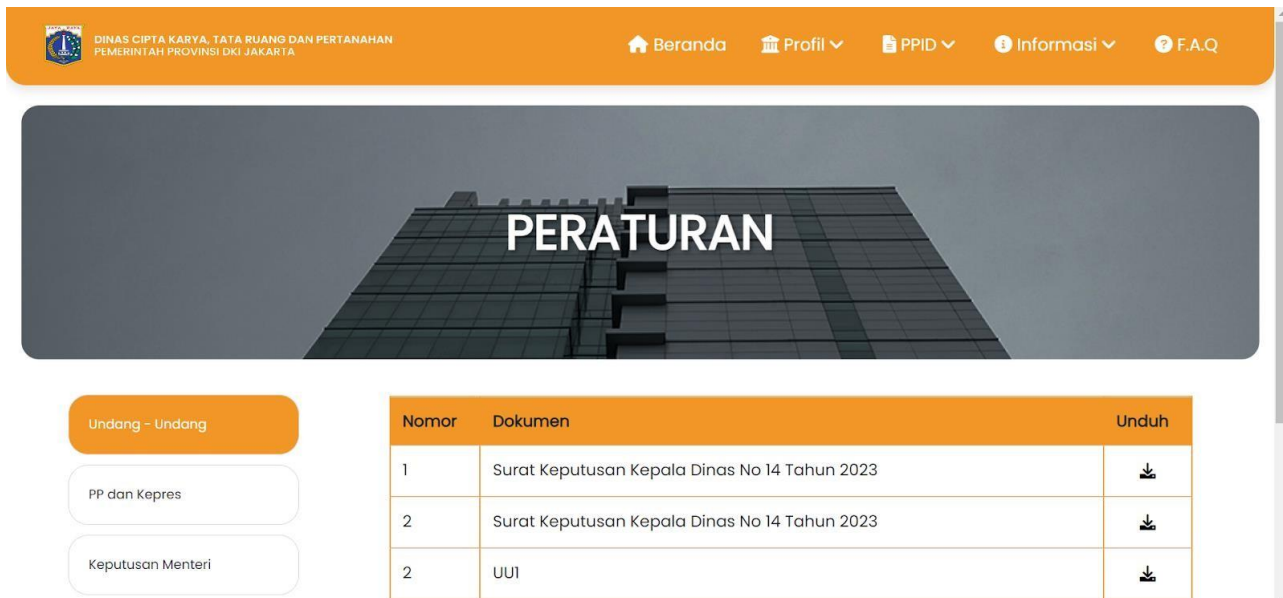 JAYA RAYA
DINAS CIPTA KARYA, TATA RUANG DAN PERTANAHAN
PEMERINTAH PROVINSI DKI JAKARTA
Beranda
Profil
PPID
Informasi
F.A.Q
PERATURAN
Undang - Undang
PP dan Kepres
Keputusan Menteri
Nomor Dokumen Unduh
1 Surat Keputusan Kepala Dinas No 14 Tahun 2023
2 Surat Keputusan Kepala Dinas No 14 Tahun 2023
2 UU1